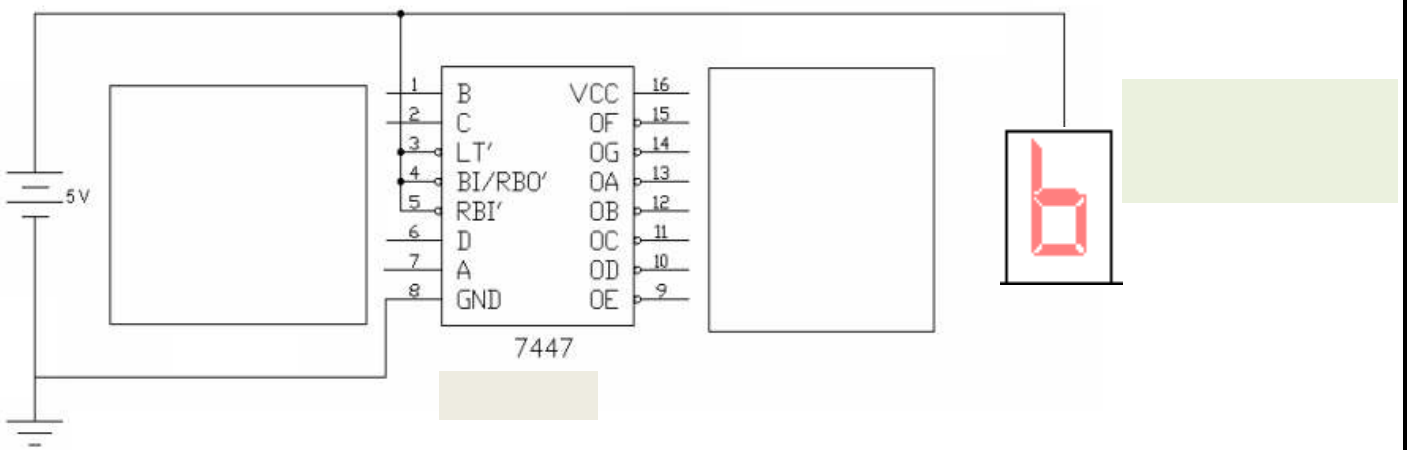 5V
1 B VCC 16
2 C OF 15
3 LT′ OG 14
4 BI/RBO′ OA 13
5 RBI′ OB 12
6 D OC 11
7 A OD 10
8 GND OE 9
7447
b